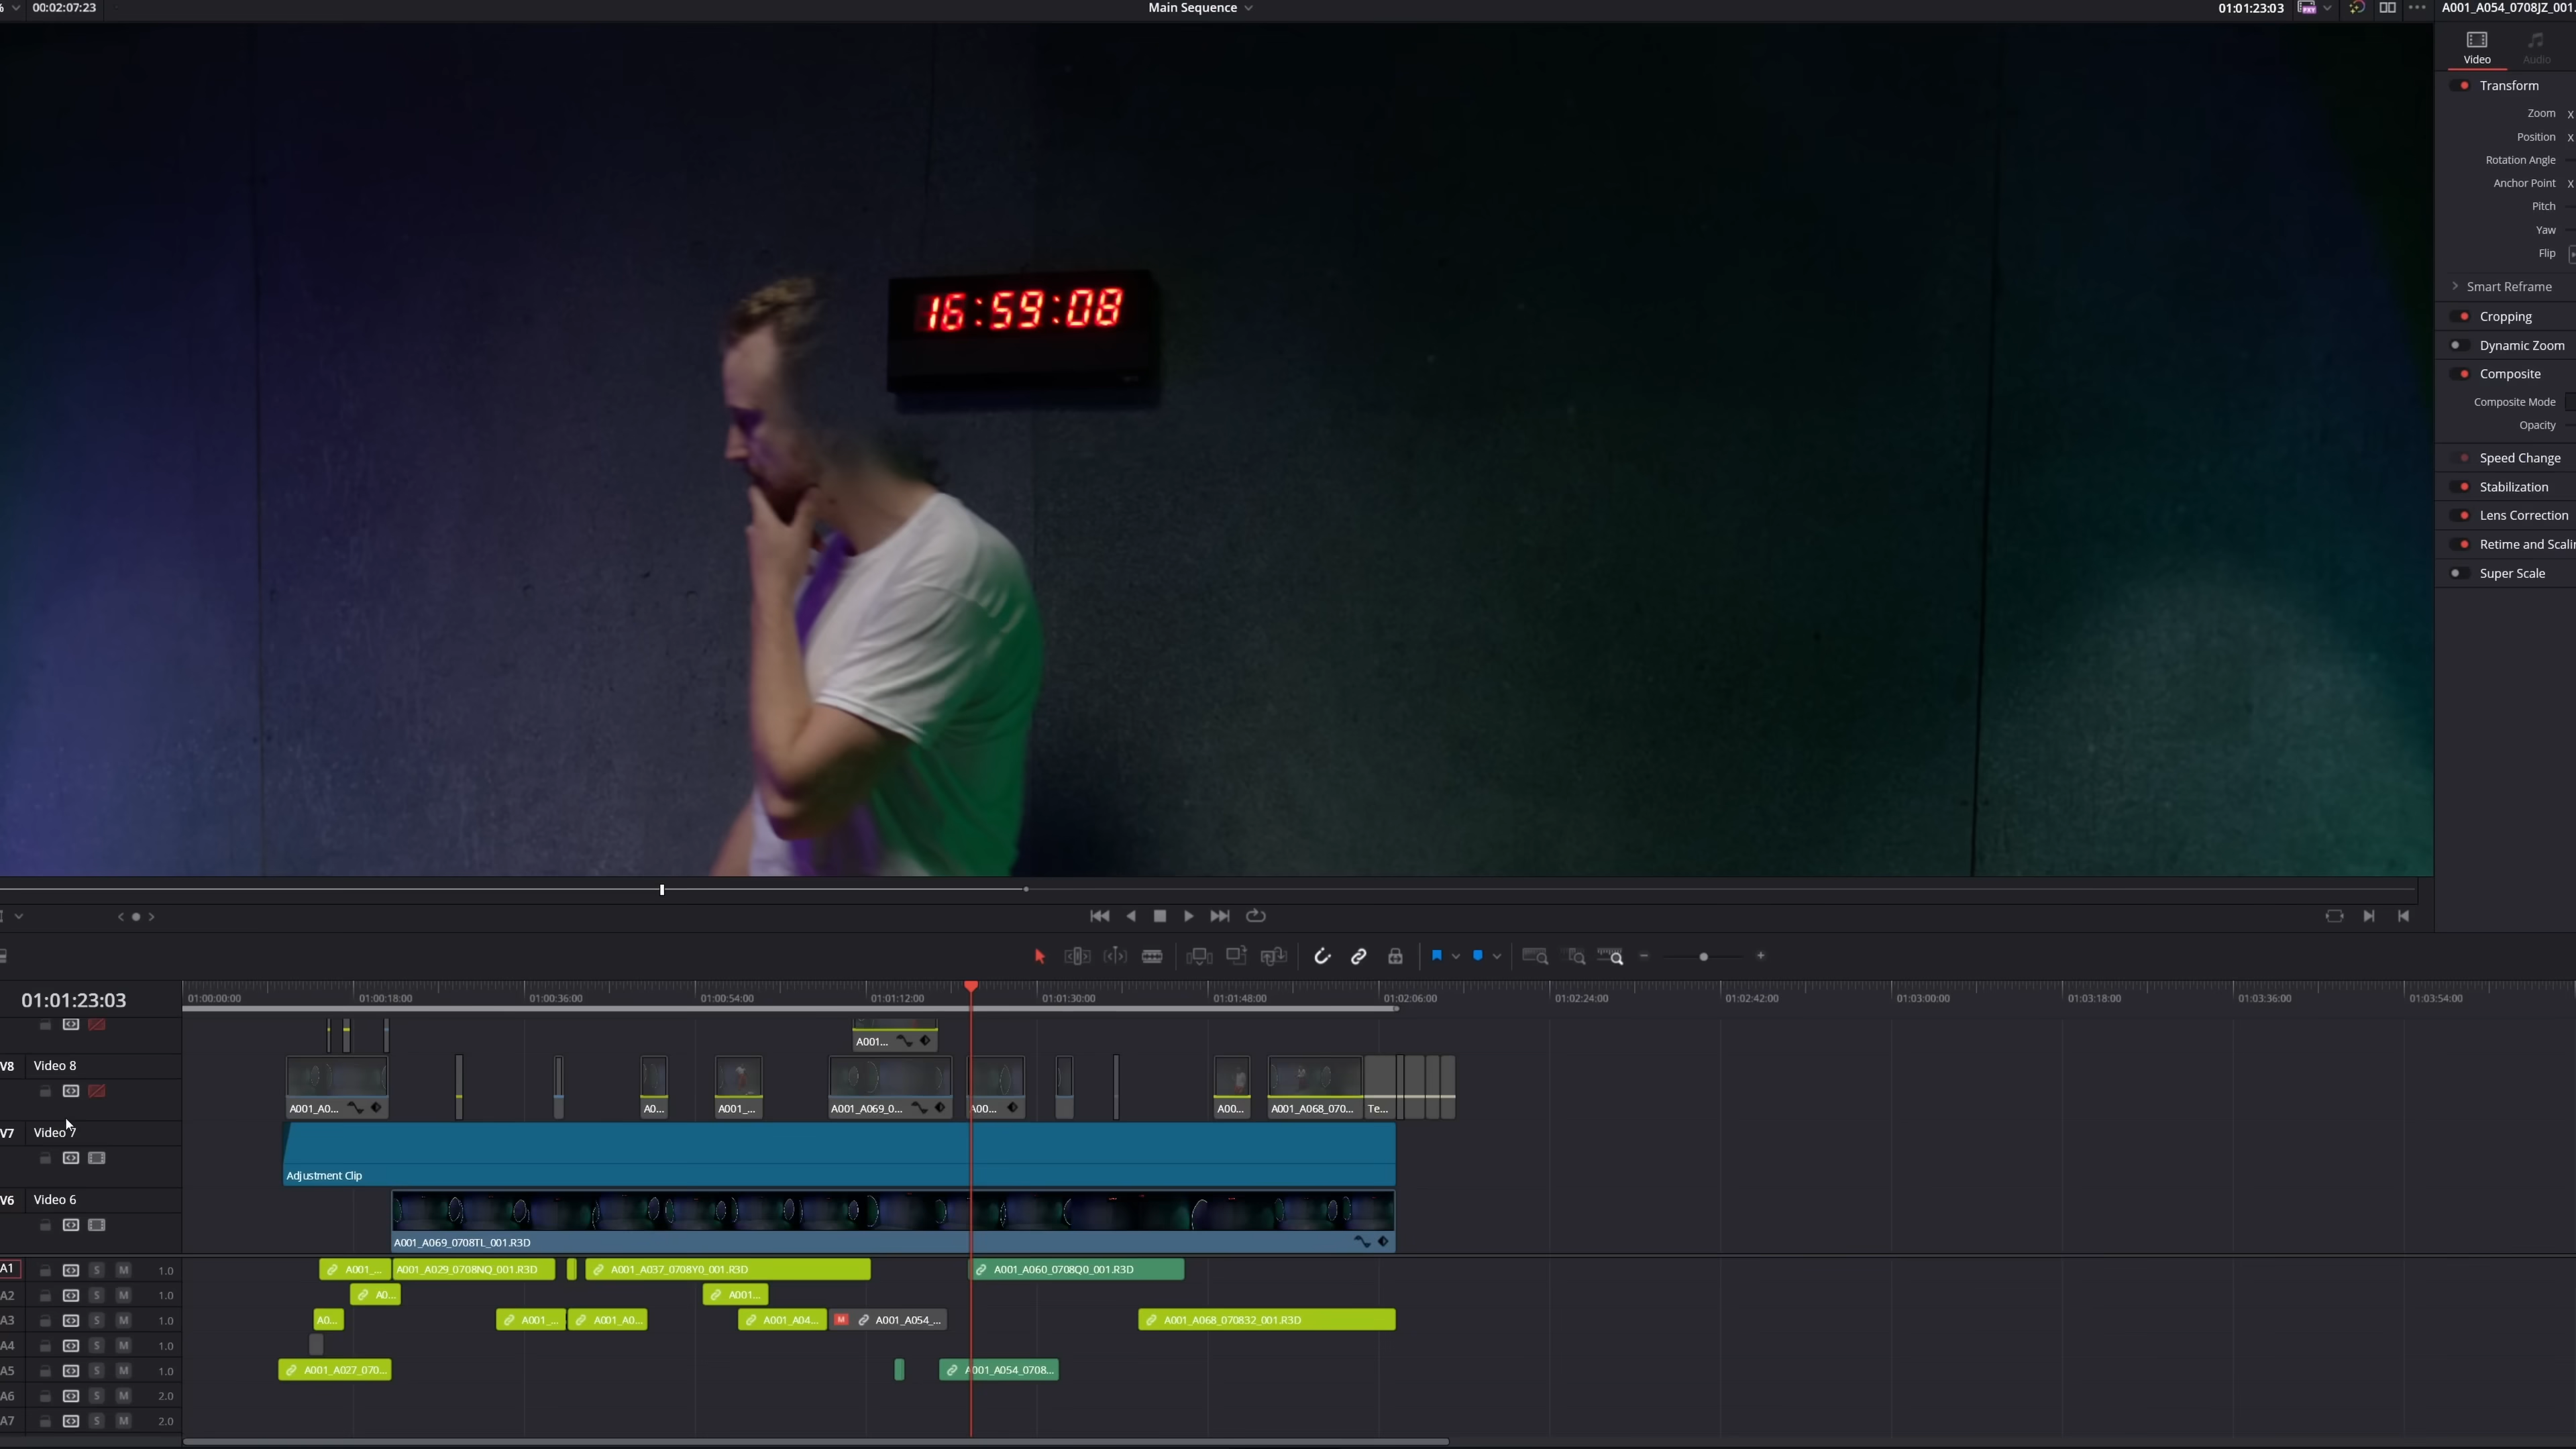 00:02:07:23
Main Sequence
01:01:23:03
A001_A054_0708JZ_001.
Video
Audio
Transform
Zoom X
Position X
Rotation Angle
Anchor Point X
Pitch
Yaw
Flip
Smart Reframe
Cropping
Dynamic Zoom
Composite
Composite Mode
Opacity
Speed Change
Stabilization
Lens Correction
Retime and Scali
Super Scale
16:59:08
01:01:23:03
01:00:00:00 01:00:18:00 01:00:36:00 01:00:54:00 01:01:12:00 01:01:30:00 01:01:48:00 01:02:06:00 01:02:24:00 01:02:42:00 01:03:00:00 01:03:18:00 01:03:36:00 01:03:54:00
A001...
V8 Video 8
A001_A0... A0... A001_... A001_A069_0... A00... A00... A001_A068_070... Te...
V7 Video 7
Adjustment Clip
V6 Video 6
A001_A069_0708TL_001.R3D
A1 S M 1.0 A001_... A001_A029_0708NQ_001.R3D A001_A037_0708Y0_001.R3D A001_A060_0708Q0_001.R3D
A2 S M 1.0 A0... A001...
A3 S M 1.0 A0... A001_... A001_A0... A001_A04... M A001_A054_... A001_A068_070832_001.R3D
A4 S M 1.0
A5 S M 1.0 A001_A027_070... A001_A054_0708...
A6 S M 2.0
A7 S M 2.0